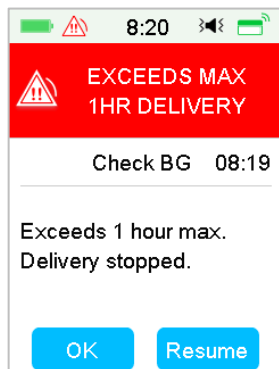 8:20
EXCEEDS MAX
1HR DELIVERY
Check BG 08:19
Exceeds 1 hour max.
Delivery stopped.
OK Resume